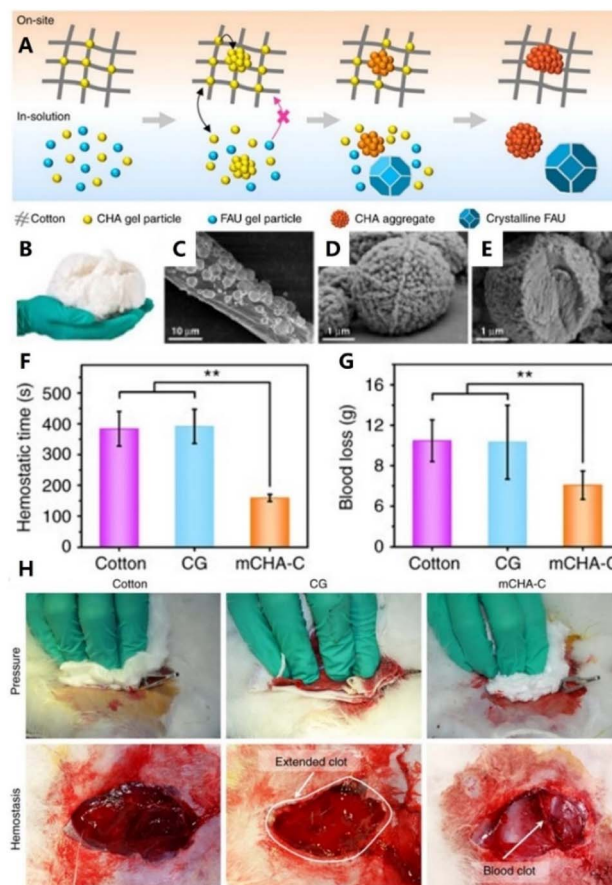 On-site
A
In-solution
Cotton CHA gel particle FAU gel particle CHA aggregate Crystalline FAU
B
C
10 μm
D
1 μm
E
1 μm
F
**
Hemostatic time (s)
500
400
300
200
100
0
Cotton CG mCHA-C
G
**
Blood loss (g)
16
12
8
4
0
Cotton CG mCHA-C
H
Cotton CG mCHA-C
Pressure
Hemostasis
Extended clot
Blood clot